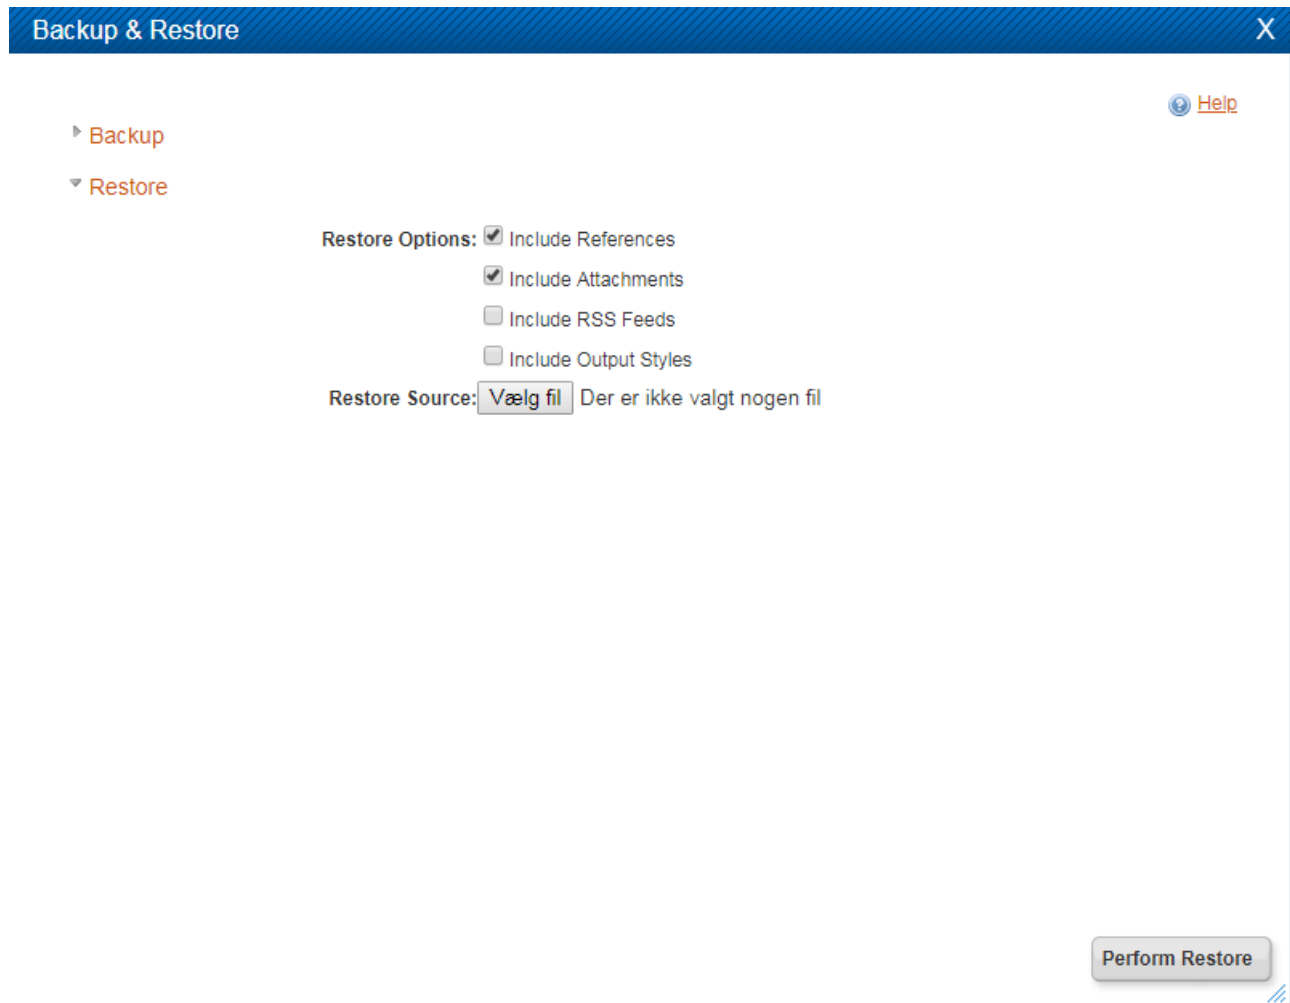 Backup & Restore X
Help
Backup
Restore
Restore Options: Include References
Include Attachments
Include RSS Feeds
Include Output Styles
Restore Source: Vælg fil Der er ikke valgt nogen fil
Perform Restore